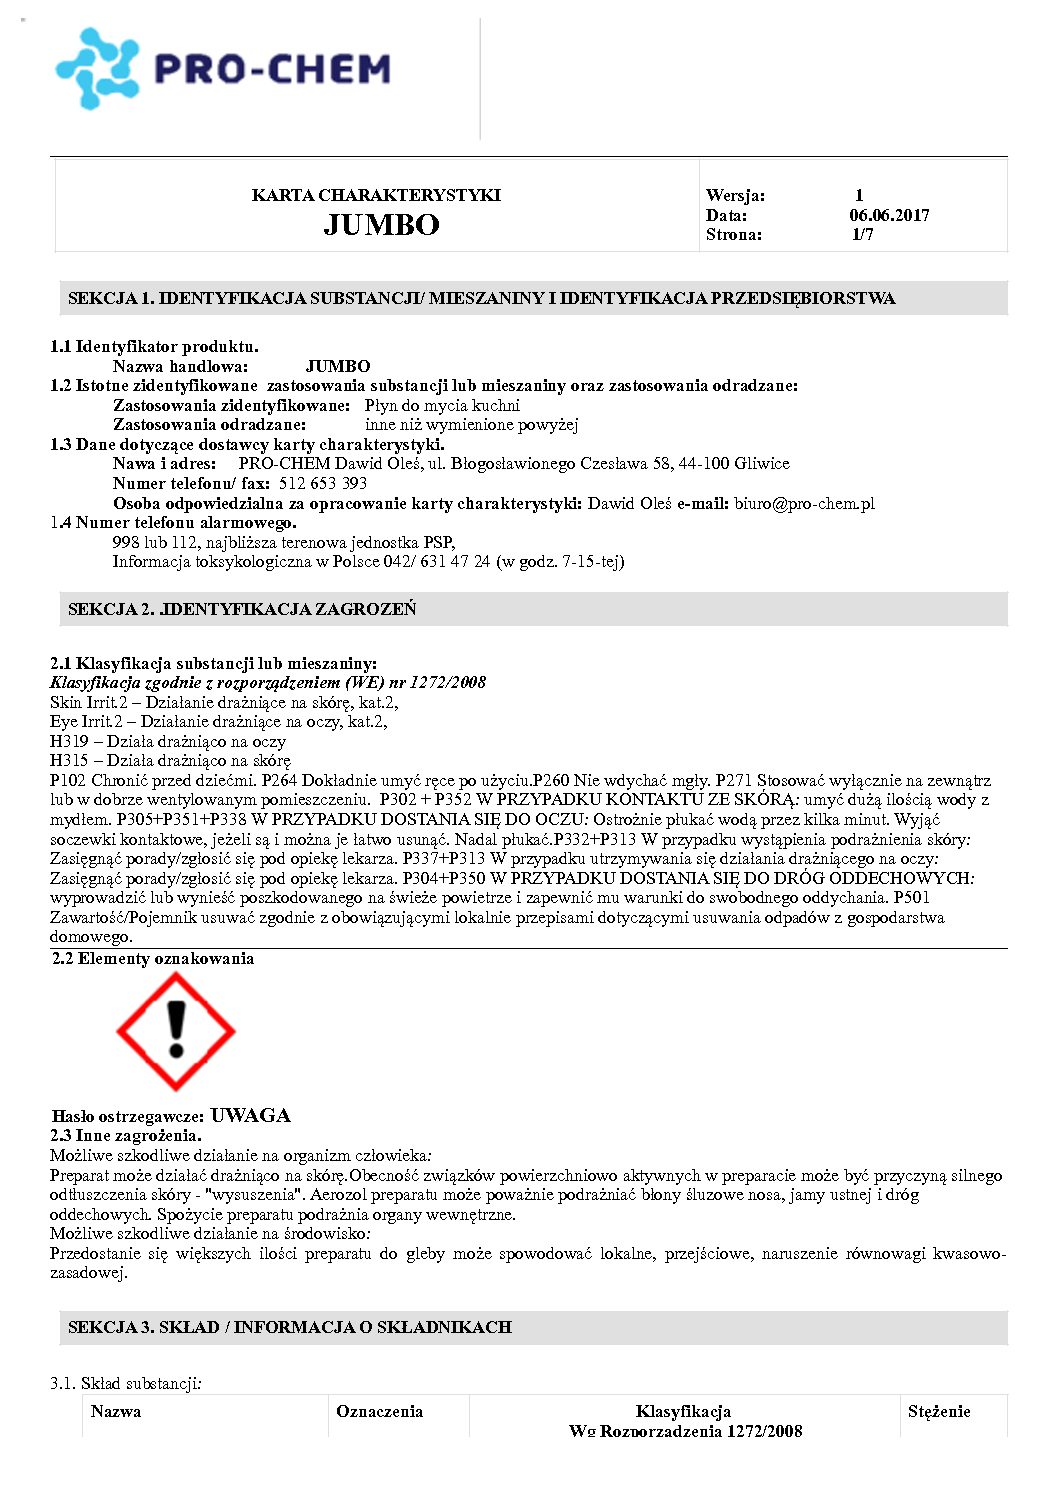 PRO-CHEM
KARTA CHARAKTERYSTYKI
JUMBO
Wersja: 1
Data: 06.06.2017
Strona: 1/7
SEKCJA 1. IDENTYFIKACJA SUBSTANCJI/ MIESZANINY I IDENTYFIKACJA PRZEDSIĘBIORSTWA
1.1 Identyfikator produktu.
Nazwa handlowa: JUMBO
1.2 Istotne zidentyfikowane zastosowania substancji lub mieszaniny oraz zastosowania odradzane:
Zastosowania zidentyfikowane: Płyn do mycia kuchni
Zastosowania odradzane: inne niż wymienione powyżej
1.3 Dane dotyczące dostawcy karty charakterystyki.
Nawa i adres: PRO-CHEM Dawid Oleś, ul. Błogosławionego Czesława 58, 44-100 Gliwice
Numer telefonu/ fax: 512 653 393
Osoba odpowiedzialna za opracowanie karty charakterystyki: Dawid Oleś e-mail: biuro@pro-chem.pl
1.4 Numer telefonu alarmowego.
998 lub 112, najbliższa terenowa jednostka PSP,
Informacja toksykologiczna w Polsce 042/ 631 47 24 (w godz. 7-15-tej)
SEKCJA 2. .IDENTYFIKACJA ZAGROZEŃ
2.1 Klasyfikacja substancji lub mieszaniny:
Klasyfikacja zgodnie z rozporządzeniem (WE) nr 1272/2008
Skin Irrit.2 – Działanie drażniące na skórę, kat.2,
Eye Irrit.2 – Działanie drażniące na oczy, kat.2,
H319 – Działa drażniąco na oczy
H315 – Działa drażniąco na skórę
P102 Chronić przed dziećmi. P264 Dokładnie umyć ręce po użyciu.P260 Nie wdychać mgły. P271 Stosować wyłącznie na zewnątrz
lub w dobrze wentylowanym pomieszczeniu. P302 + P352 W PRZYPADKU KONTAKTU ZE SKÓRĄ: umyć dużą ilością wody z
mydłem. P305+P351+P338 W PRZYPADKU DOSTANIA SIĘ DO OCZU: Ostrożnie płukać wodą przez kilka minut. Wyjąć
soczewki kontaktowe, jeżeli są i można je łatwo usunąć. Nadal płukać.P332+P313 W przypadku wystąpienia podrażnienia skóry:
Zasięgnąć porady/zgłosić się pod opiekę lekarza. P337+P313 W przypadku utrzymywania się działania drażniącego na oczy:
Zasięgnąć porady/zgłosić się pod opiekę lekarza. P304+P350 W PRZYPADKU DOSTANIA SIĘ DO DRÓG ODDECHOWYCH:
wyprowadzić lub wynieść poszkodowanego na świeże powietrze i zapewnić mu warunki do swobodnego oddychania. P501
Zawartość/Pojemnik usuwać zgodnie z obowiązującymi lokalnie przepisami dotyczącymi usuwania odpadów z gospodarstwa
domowego.
2.2 Elementy oznakowania
Hasło ostrzegawcze: UWAGA
2.3 Inne zagrożenia.
Możliwe szkodliwe działanie na organizm człowieka:
Preparat może działać drażniąco na skórę.Obecność związków powierzchniowo aktywnych w preparacie może być przyczyną silnego
odtłuszczenia skóry - "wysuszenia". Aerozol preparatu może poważnie podrażniać błony śluzowe nosa, jamy ustnej i dróg
oddechowych. Spożycie preparatu podrażnia organy wewnętrzne.
Możliwe szkodliwe działanie na środowisko:
Przedostanie się większych ilości preparatu do gleby może spowodować lokalne, przejściowe, naruszenie równowagi kwasowo-
zasadowej.
SEKCJA 3. SKŁAD / INFORMACJA O SKŁADNIKACH
3.1. Skład substancji:
Nazwa Oznaczenia Klasyfikacja Stężenie
Wg Rozporzadzenia 1272/2008